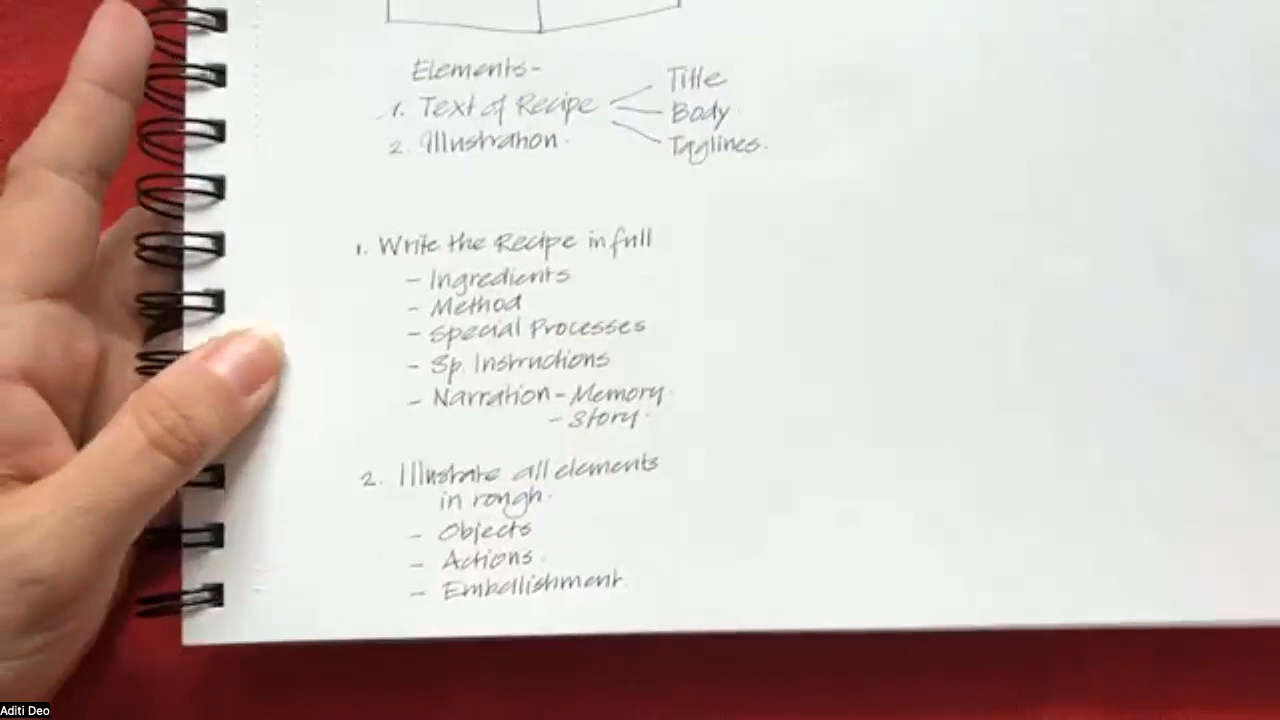 Elements-
1. Text of Recipe
Title
Body
Taglines.
2. Illustration.
1. Write the Recipe in full
- Ingredients
- Method
- Special Processes
- Sp. Instructions
- Narration - Memory
- Story.
2. Illustrate all elements
in rough.
- Objects
- Actions
- Embellishment
Aditi Deo